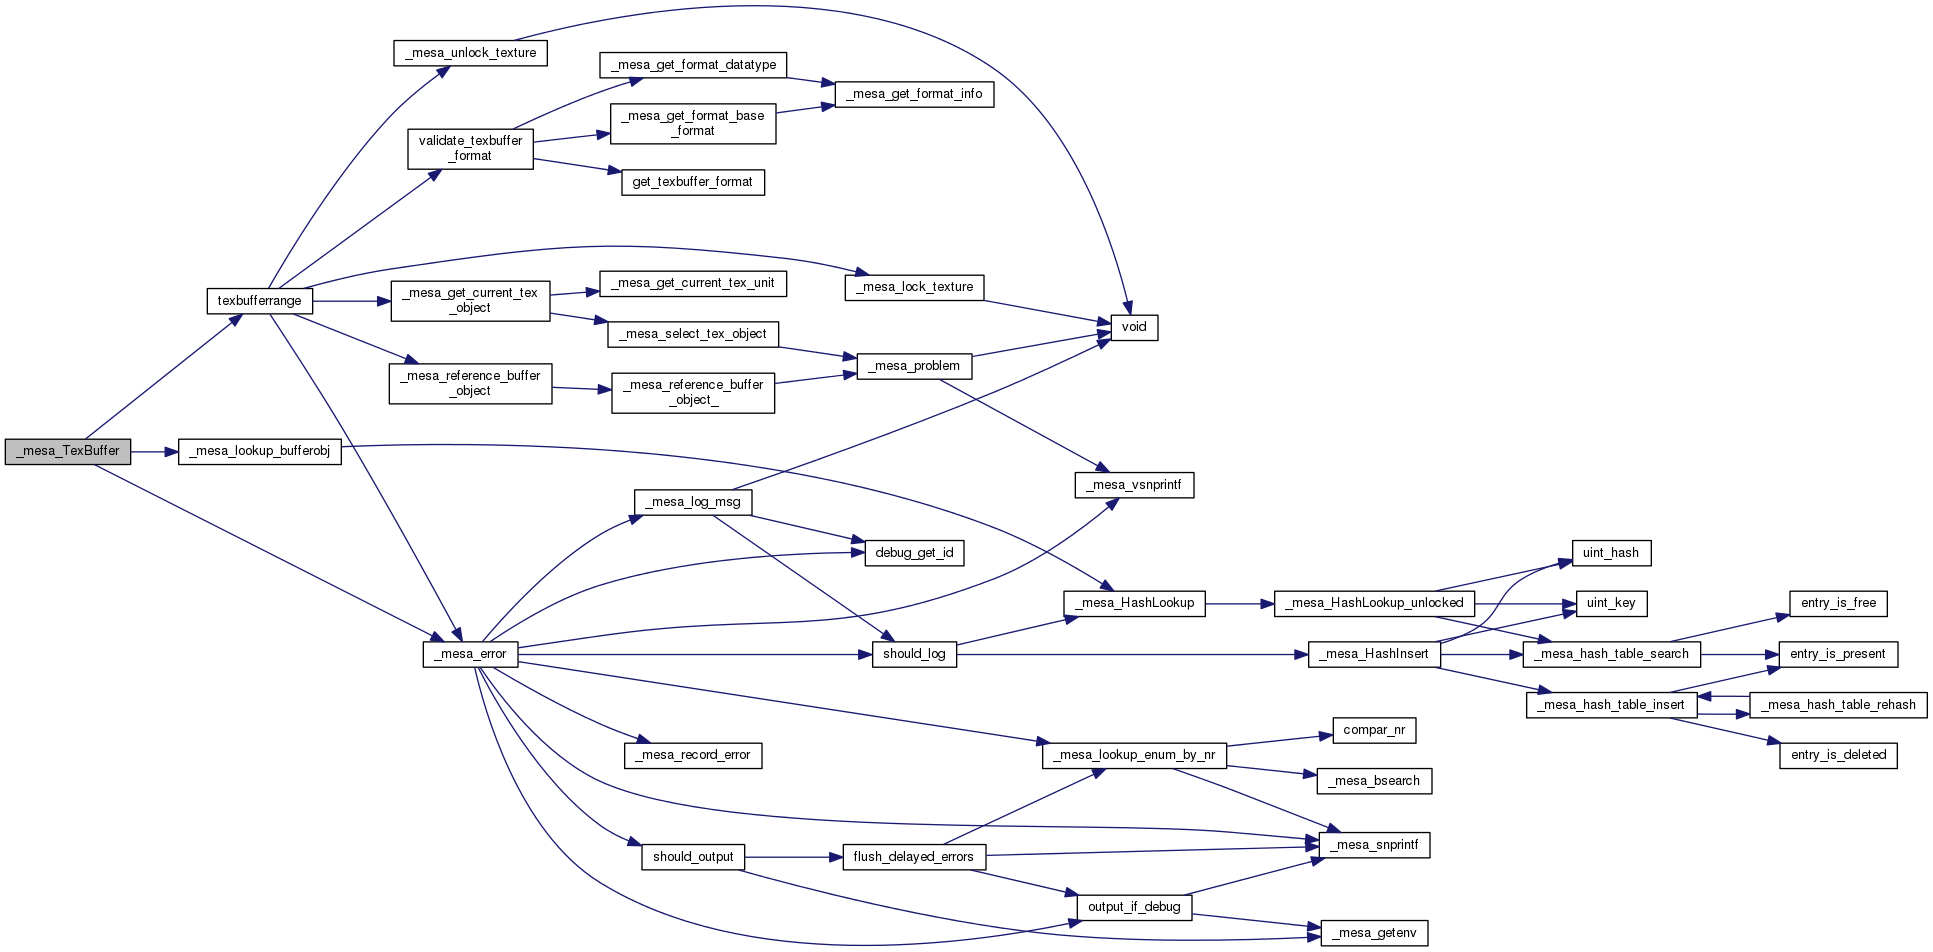 _mesa_unlock_texture
_mesa_get_format_datatype
_mesa_get_format_info
_mesa_get_format_base
_format
validate_texbuffer
_format
get_texbuffer_format
_mesa_get_current_tex_unit
_mesa_lock_texture
texbufferrange
_mesa_get_current_tex
_object
void
_mesa_select_tex_object
_mesa_problem
_mesa_reference_buffer
_object
_mesa_reference_buffer
_object_
_mesa_TexBuffer
_mesa_lookup_bufferobj
_mesa_vsnprintf
_mesa_log_msg
debug_get_id
uint_hash
_mesa_HashLookup
_mesa_HashLookup_unlocked
uint_key
entry_is_free
_mesa_error
should_log
_mesa_HashInsert
_mesa_hash_table_search
entry_is_present
_mesa_hash_table_insert
_mesa_hash_table_rehash
compar_nr
_mesa_record_error
_mesa_lookup_enum_by_nr
entry_is_deleted
_mesa_bsearch
_mesa_snprintf
should_output
flush_delayed_errors
output_if_debug
_mesa_getenv